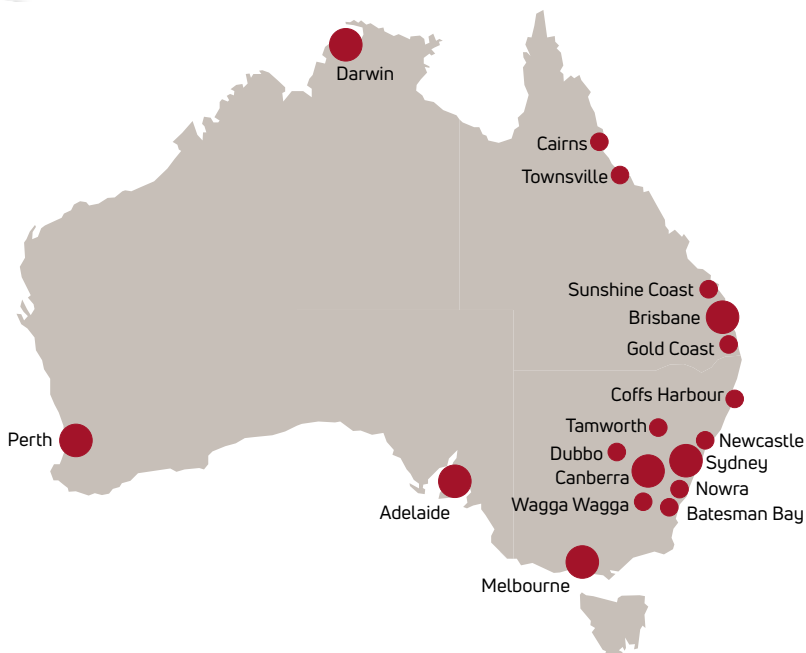 Darwin
Cairns
Townsville
Sunshine Coast
Brisbane
Gold Coast
Coffs Harbour
Tamworth
Perth
Newcastle
Dubbo
Sydney
Canberra
Nowra
Wagga Wagga
Adelaide
Batesman Bay
Melbourne